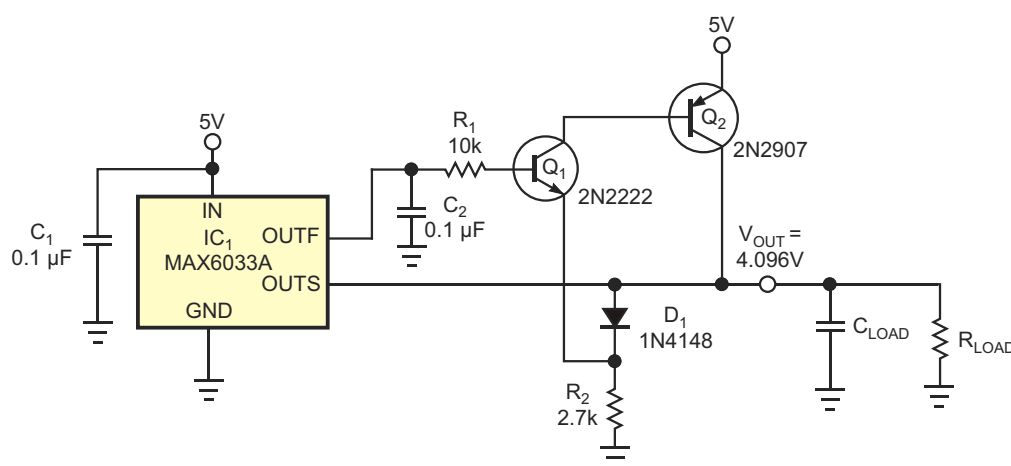 5V
5V
R1
10k
Q1
2N2222
Q2
2N2907
C1
0.1 µF
IN
IC1
MAX6033A
OUTF
OUTS
GND
C2
0.1 µF
VOUT =
4.096V
D1
1N4148
R2
2.7k
CLOAD
RLOAD